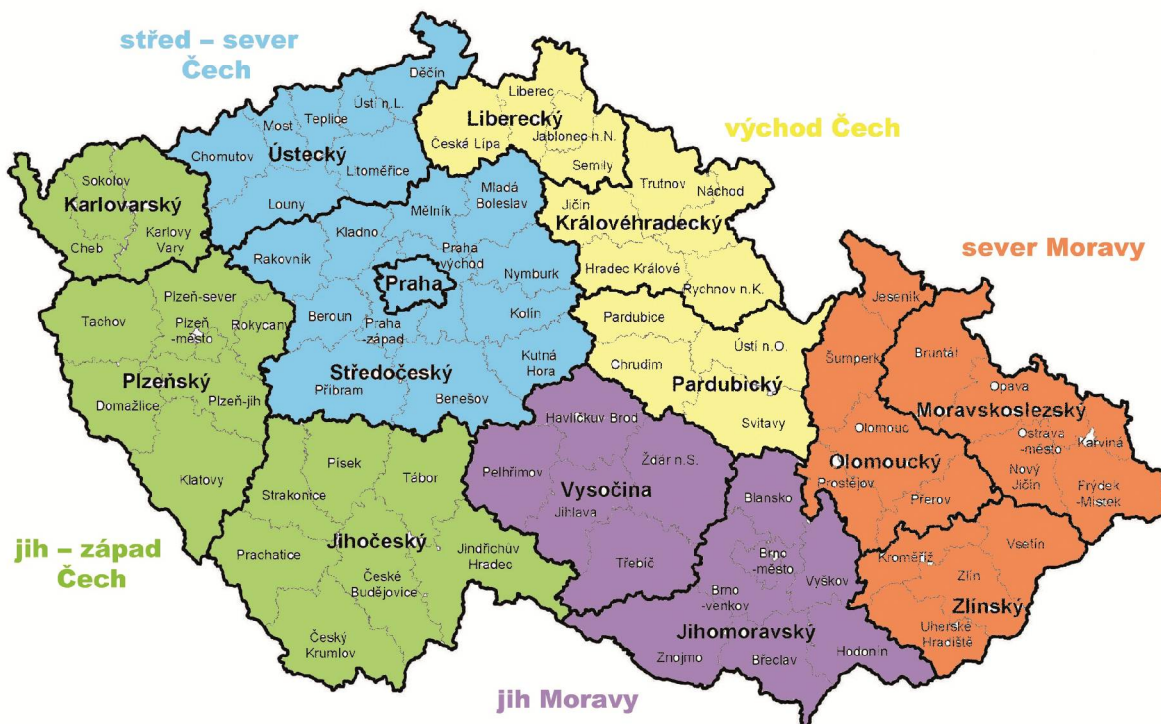 střed – sever
Čech
Děčín
Ústí n.L.
Teplice
Most
Chomutov
Ústecký
Litoměřice
Louny
Liberec
Liberecký
Jablonec n.N.
Česká Lípa
Semily
východ Čech
Trutnov
Náchod
Jičín
Královéhradecký
Hradec Králové
Rychnov n.K.
Sokolov
Karlovarský
Cheb
Karlovy
Vary
Mladá
Boleslav
Mělník
Kladno
Rakovník
Praha
východ
Nymburk
Praha
Beroun
Praha
-západ
Kolín
Středočeský
Kutná
Hora
Příbram
Benešov
Plzeň-sever
Tachov
Plzeň
-město
Rokycany
Plzeňský
Domažlice
Plzeň-jih
Klatovy
Pardubice
Ústí n.O.
Chrudim
Pardubický
Svitavy
sever Moravy
Jeseník
Šumperk
Bruntál
Opava
Moravskoslezský
Olomouc
Ostrava
-město
Karviná
Olomoucký
Nový
Jičín
Frýdek
-Místek
Prostějov
Přerov
Havlíčkuv Brod
Pelhřimov
Ždár n.S.
Vysočina
Jihlava
Třebíč
Písek
Tábor
Strakonice
Jihočeský
Prachatice
Jindřichův
Hradec
České
Budějovice
Český
Krumlov
jih – západ
Čech
Blansko
Brno
-město
Vyškov
Brno
-venkov
Jihomoravský
Znojmo
Břeclav
Hodonín
jih Moravy
Kroměříž
Vsetín
Zlín
Zlínský
Uherské
Hradiště